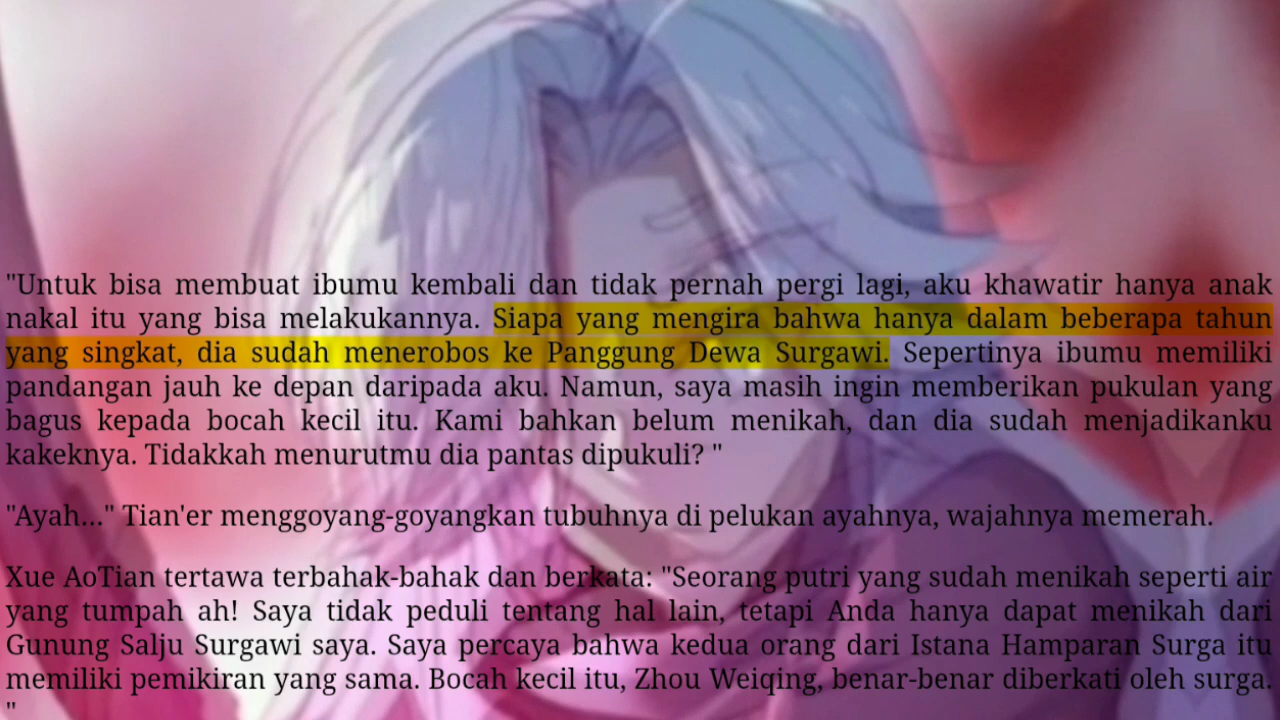 "Untuk bisa membuat ibumu kembali dan tidak pernah pergi lagi, aku khawatir hanya anak
nakal itu yang bisa melakukannya. Siapa yang mengira bahwa hanya dalam beberapa tahun
yang singkat, dia sudah menerobos ke Panggung Dewa Surgawi. Sepertinya ibumu memiliki
pandangan jauh ke depan daripada aku. Namun, saya masih ingin memberikan pukulan yang
bagus kepada bocah kecil itu. Kami bahkan belum menikah, dan dia sudah menjadikanku
kakeknya. Tidakkah menurutmu dia pantas dipukuli? "
"Ayah..." Tian'er menggoyang-goyangkan tubuhnya di pelukan ayahnya, wajahnya memerah.
Xue AoTian tertawa terbahak-bahak dan berkata: "Seorang putri yang sudah menikah seperti air
yang tumpah ah! Saya tidak peduli tentang hal lain, tetapi Anda hanya dapat menikah dari
Gunung Salju Surgawi saya. Saya percaya bahwa kedua orang dari Istana Hamparan Surga itu
memiliki pemikiran yang sama. Bocah kecil itu, Zhou Weiqing, benar-benar diberkati oleh surga.
"